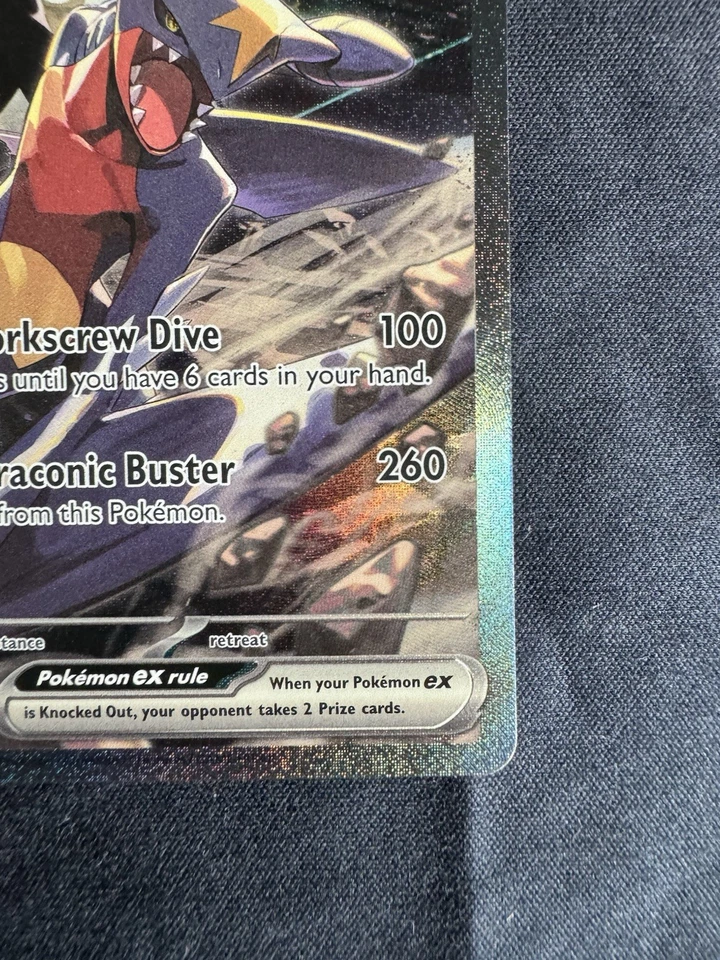 orkscrew Dive 100
s until you have 6 cards in your hand.
raconic Buster 260
from this Pokémon.
tance retreat
Pokémon ex rule When your Pokémon ex
is Knocked Out, your opponent takes 2 Prize cards.